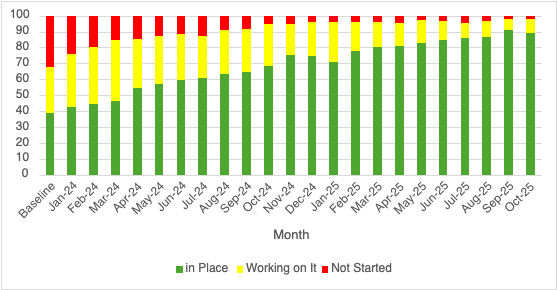 100
90
80
70
60
50
40
30
20
10
0
Baseline
Jan-24
Feb-24
Mar-24
Apr-24
May-24
Jun-24
Jul-24
Aug-24
Sep-24
Oct-24
Nov-24
Dec-24
Jan-25
Feb-25
Mar-25
Apr-25
May-25
Jun-25
Jul-25
Aug-25
Sep-25
Oct-25
Month
in Place Working on It Not Started